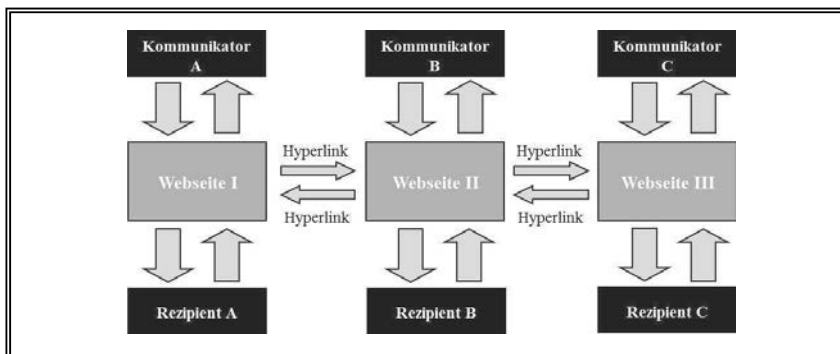 Kommunikator
A
Kommunikator
B
Kommunikator
C
Hyperlink
Hyperlink
Webseite I
Webseite II
Webseite III
Hyperlink
Hyperlink
Rezipient A
Rezipient B
Rezipient C